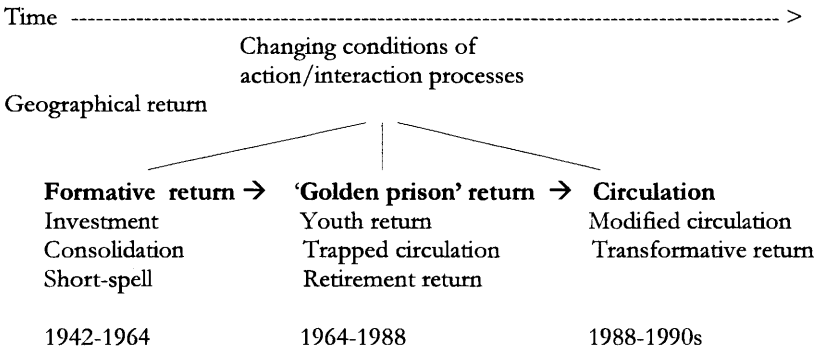 Time ------------------------------------------------------------------------------------------ >
Changing conditions of
action/interaction processes
Geographical return
Formative return → 'Golden prison' return → Circulation
Investment Youth return Modified circulation
Consolidation Trapped circulation Transformative return
Short-spell Retirement return
1942-1964 1964-1988 1988-1990s